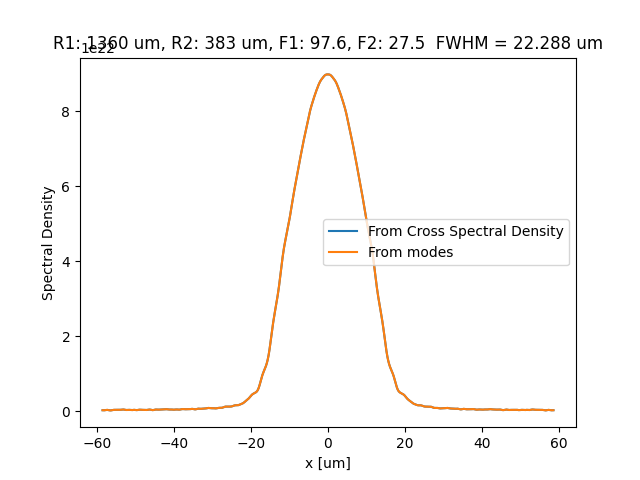 R1: 1360 um, R2: 383 um, F1: 97.6, F2: 27.5  FWHM = 22.288 um
1e22
8
6
4
2
0
Spectral Density
From Cross Spectral Density
From modes
−60 −40 −20 0 20 40 60
x [um]